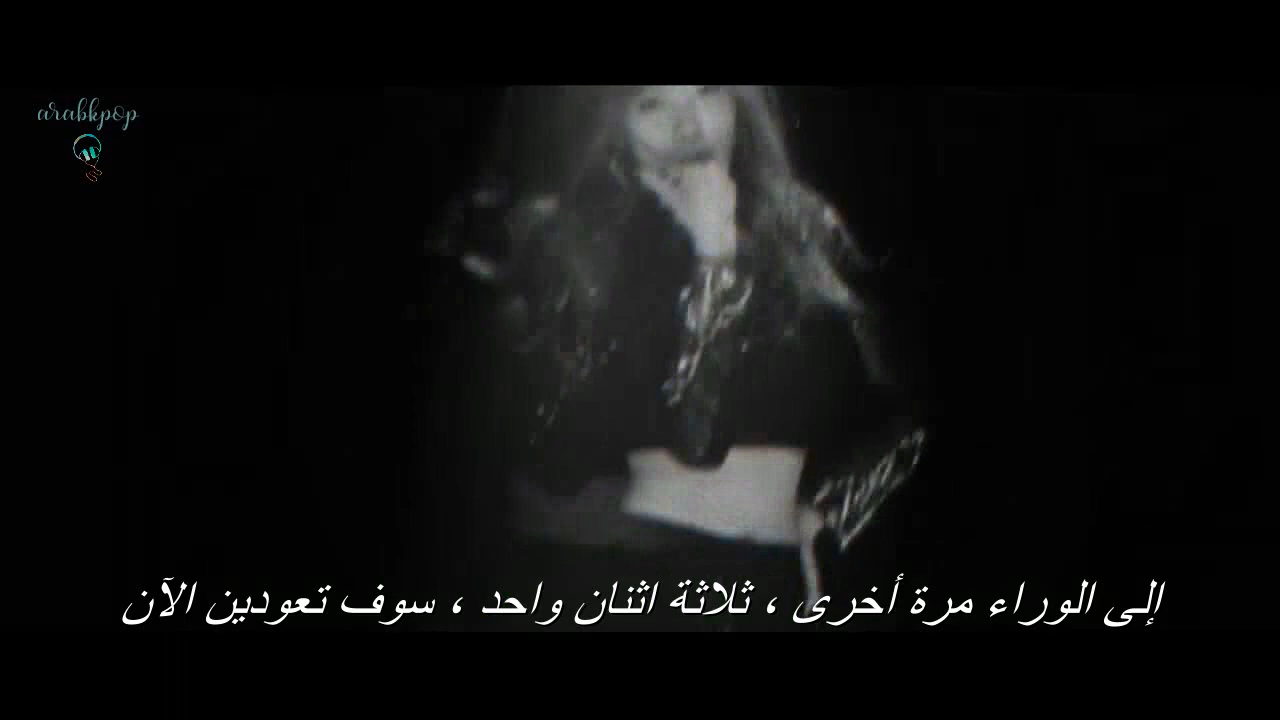 arabkpop
إلى الوراء مرة أخرى ، ثلاثة اثنان واحد ، سوف تعودين الآن